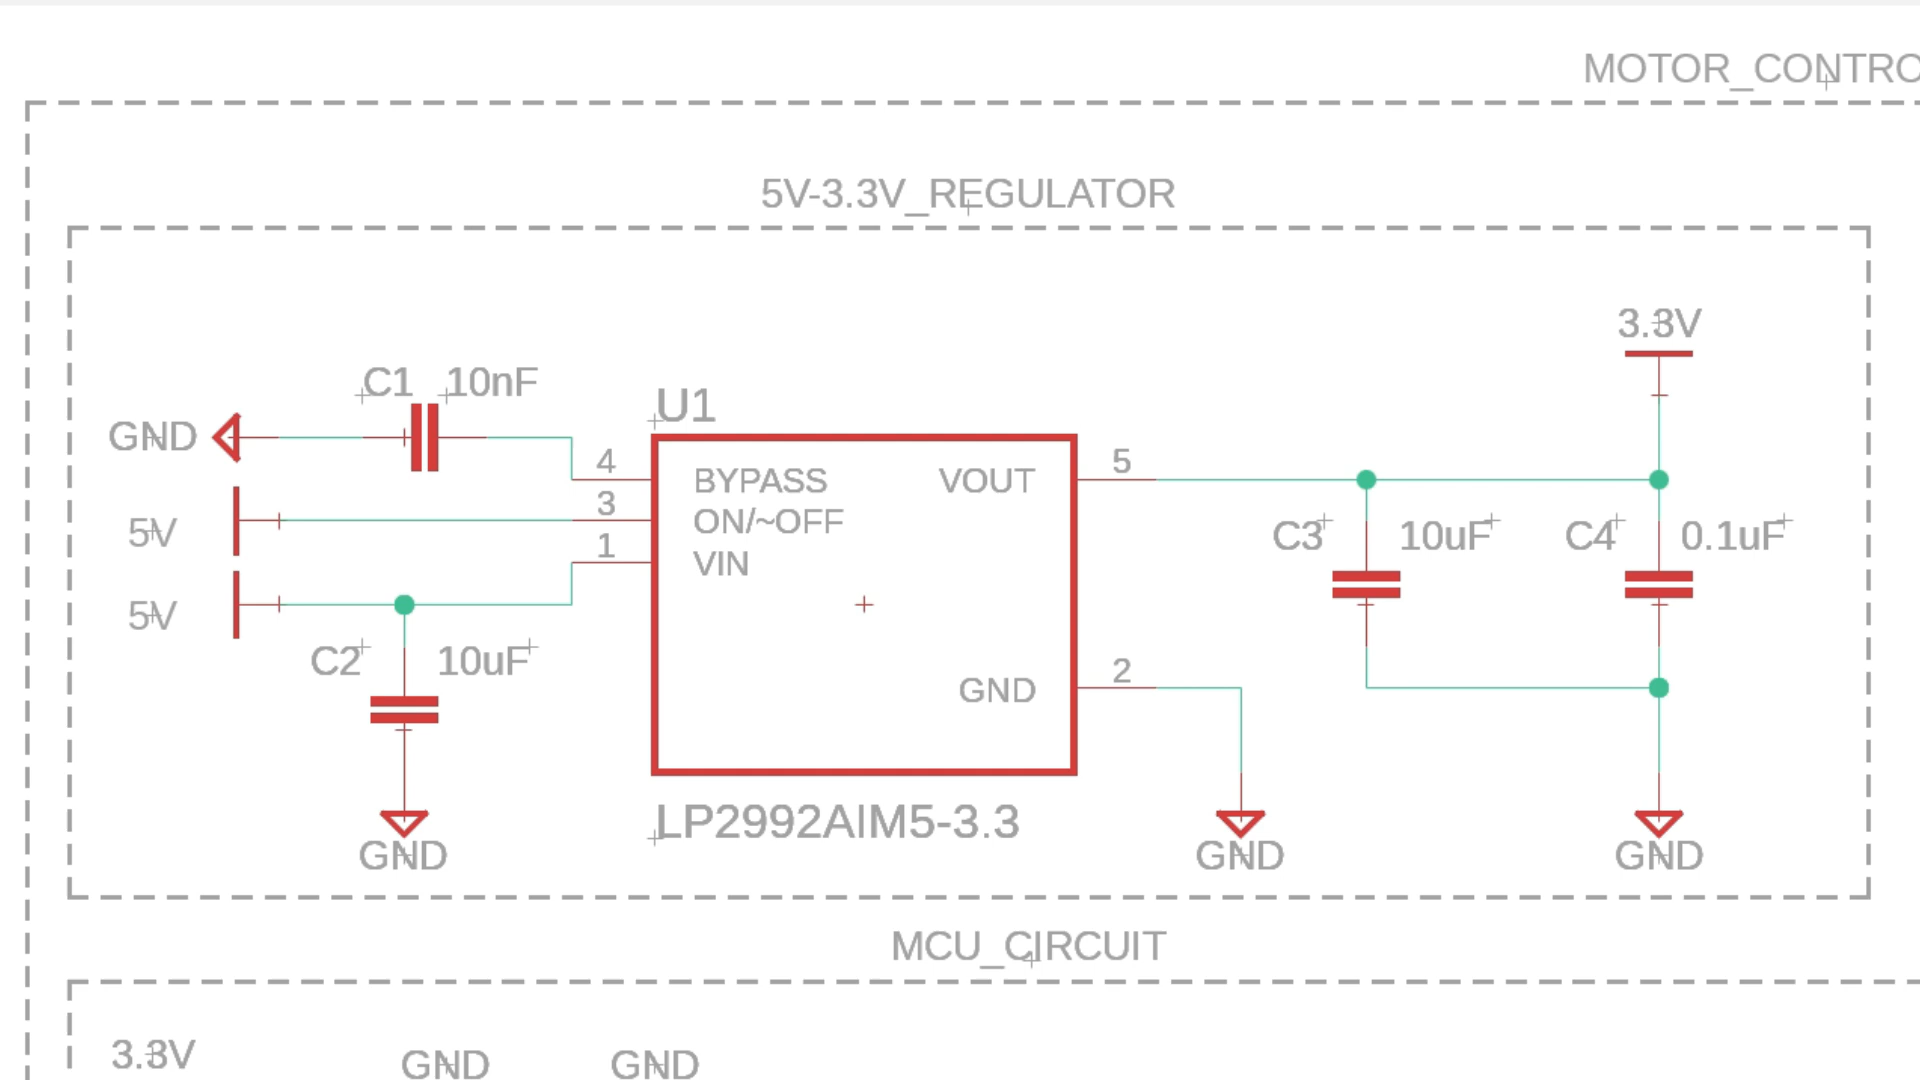 MOTOR_CONTRO
5V-3.3V_REGULATOR
3.3V
C1 10nF
U1
GND
4
5
BYPASS
VOUT
3
ON/~OFF
5V
C3 10uF
C4 0.1uF
1
VIN
5V
C2 10uF
2
GND
LP2992AIM5-3.3
GND
GND
GND
MCU_CIRCUIT
3.3V
GND
GND